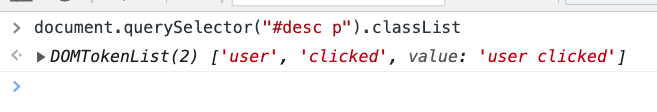 document.querySelector("#desc p").classList
DOMTokenList(2) ['user', 'clicked', value: 'user clicked']